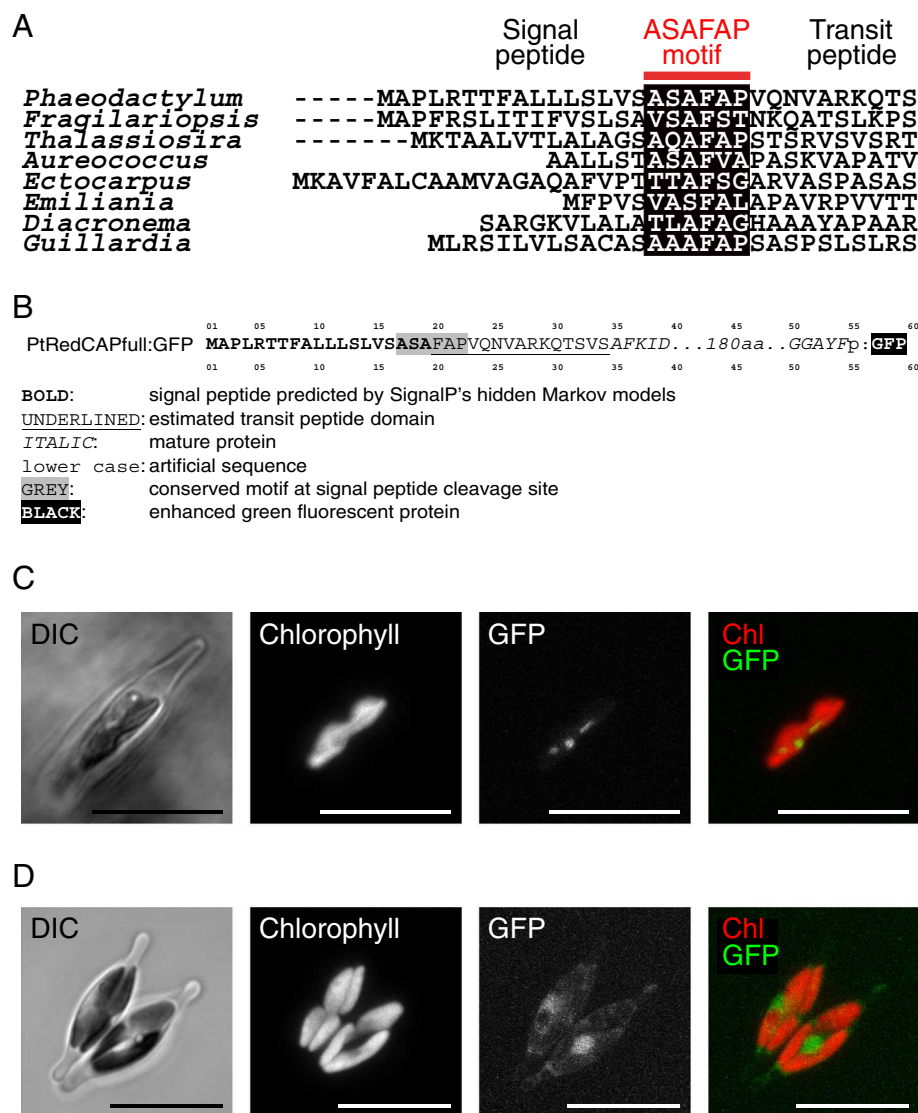 A
Signal peptide
ASAFAP motif
Transit peptide
Phaeodactylum -----MAPLRTTFALLLSLVSASAFAPVQNVARKQTS
Fragilariopsis -----MAPFRSLITIFVSLSAVSAFSTNKQATSLKPS
Thalassiosira -------MKTAALVTLALAGSAQAFAPSTSRVSVSRT
Aureococcus AALLSTASAFVAPASKVAPATV
Ectocarpus MKAVFALCAAMVAGAQAFVPTTTAFSGARVASPASAS
Emiliania MFPVSVASFALAPAVRPVVTT
Diacronema SARGKVLALATLAFAGHAAAYAPAAR
Guillardia MLRSILVLSACASAAAFAPSASPSLSLRS
B
01 05 10 15 20 25 30 35 40 45 50 55 60
PtRedCAPfull:GFP MAPLRTTFALLLSLVSASAFAPVQNVARKQTSVSAFKID...180aa..GGAYFp:GFP
01 05 10 15 20 25 30 35 40 45 50 55 60
BOLD: signal peptide predicted by SignalP's hidden Markov models
UNDERLINED: estimated transit peptide domain
ITALIC: mature protein
lower case: artificial sequence
GREY: conserved motif at signal peptide cleavage site
BLACK: enhanced green fluorescent protein
C
DIC
Chlorophyll
GFP
Chl
GFP
D
DIC
Chlorophyll
GFP
Chl
GFP